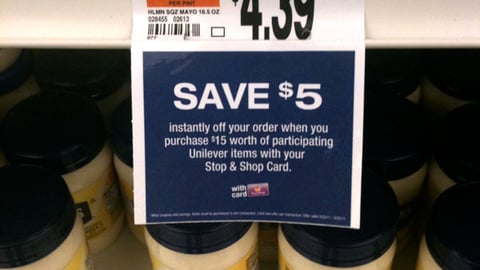 PER PINT
HLMN SQZ MAYO 16.5 OZ
028455 02613
$4.39
SAVE $5
instantly off your order when you
purchase $15 worth of participating
Unilever items with your
Stop & Shop Card.
with
card